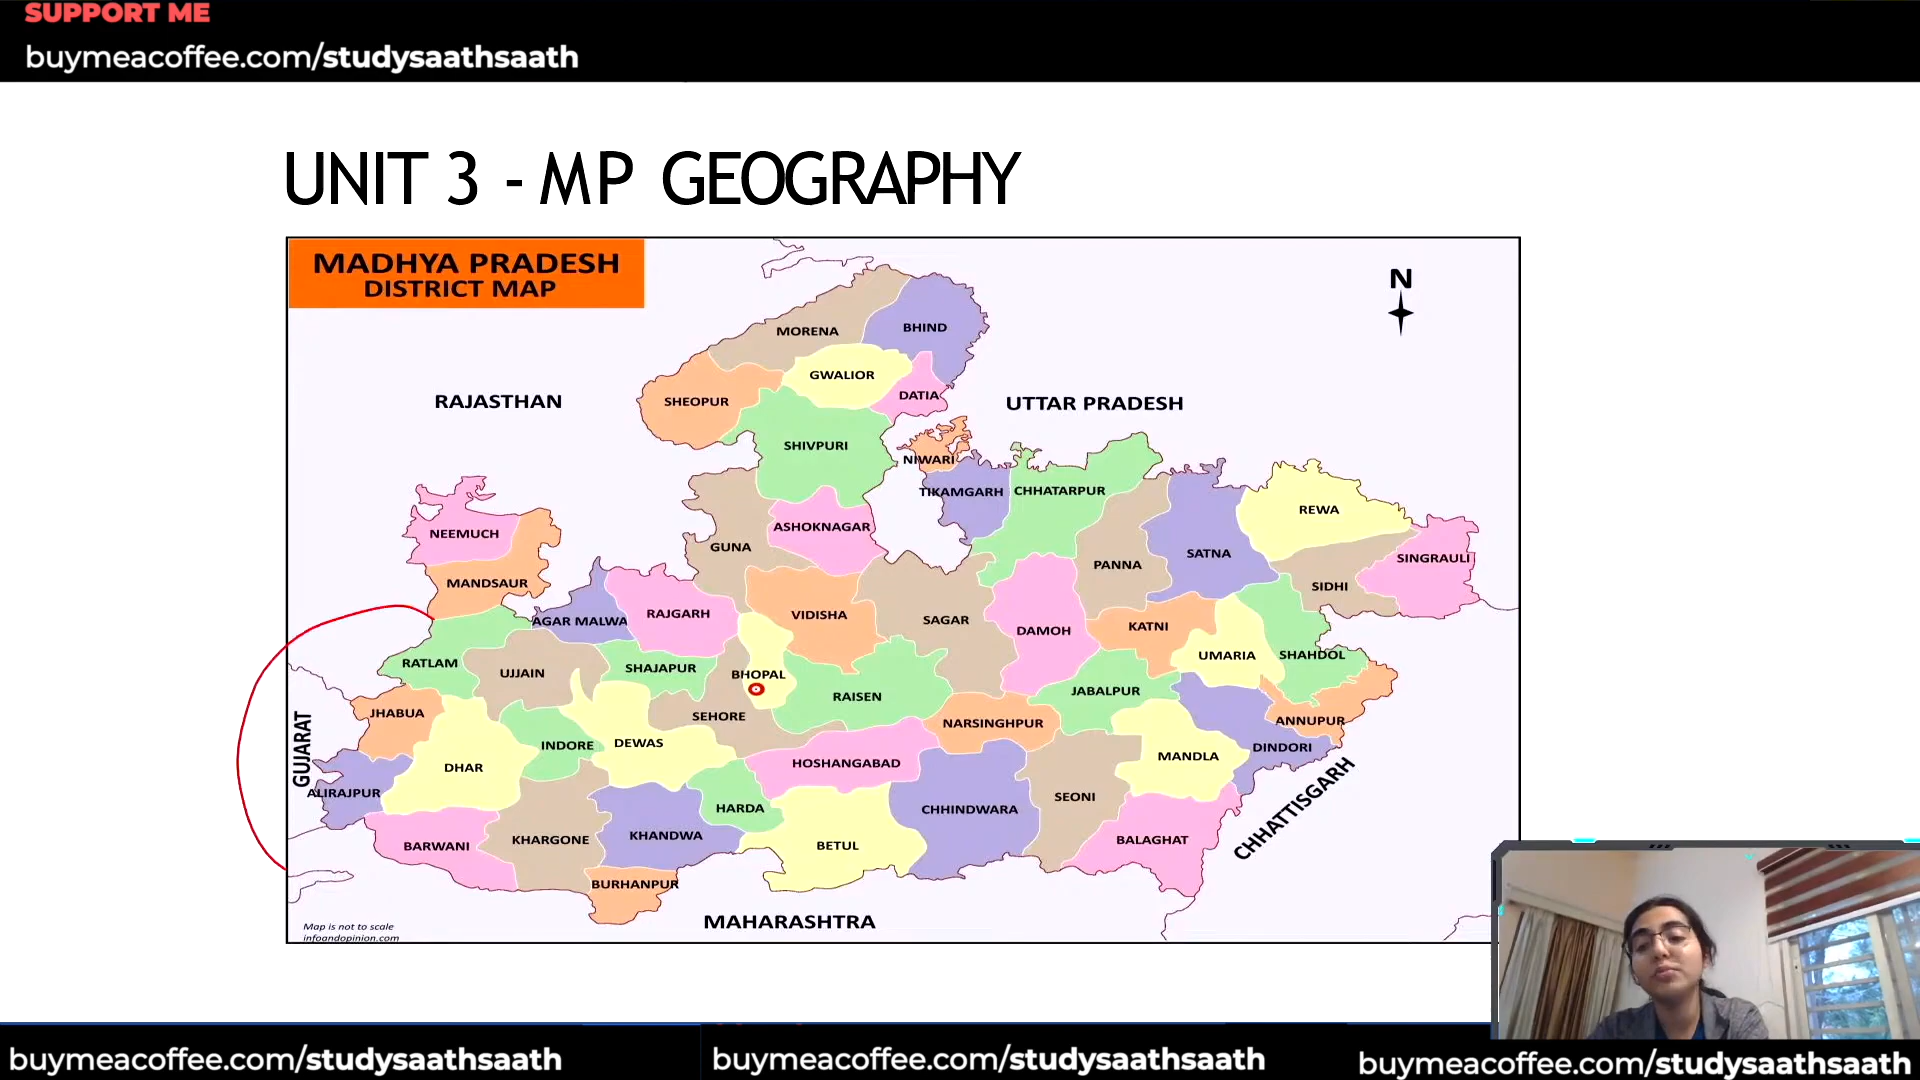 SUPPORT ME
buymeacoffee.com/studysaathsaath
UNIT 3 - MP GEOGRAPHY
MADHYA PRADESH
DISTRICT MAP
N
MORENA
BHIND
GWALIOR
SHEOPUR
DATIA
RAJASTHAN
UTTAR PRADESH
SHIVPURI
NIWARI
TIKAMGARH
CHHATARPUR
REWA
NEEMUCH
ASHOKNAGAR
GUNA
SATNA
PANNA
SINGRAULI
MANDSAUR
SIDHI
AGAR MALWA
RAJGARH
VIDISHA
SAGAR
DAMOH
KATNI
RATLAM
UJJAIN
SHAJAPUR
BHOPAL
UMARIA
SHAHDOL
RAISEN
JABALPUR
JHABUA
SEHORE
NARSINGHPUR
ANNUPUR
GUJARAT
INDORE
DEWAS
DINDORI
DHAR
HOSHANGABAD
MANDLA
ALIRAJPUR
HARDA
CHHINDWARA
SEONI
CHHATTISGARH
BARWANI
KHARGONE
KHANDWA
BETUL
BALAGHAT
BURHANPUR
MAHARASHTRA
Map is not to scale
infoandopinion.com
buymeacoffee.com/studysaathsaath
buymeacoffee.com/studysaathsaath
buymeacoffee.com/studysaathsaath